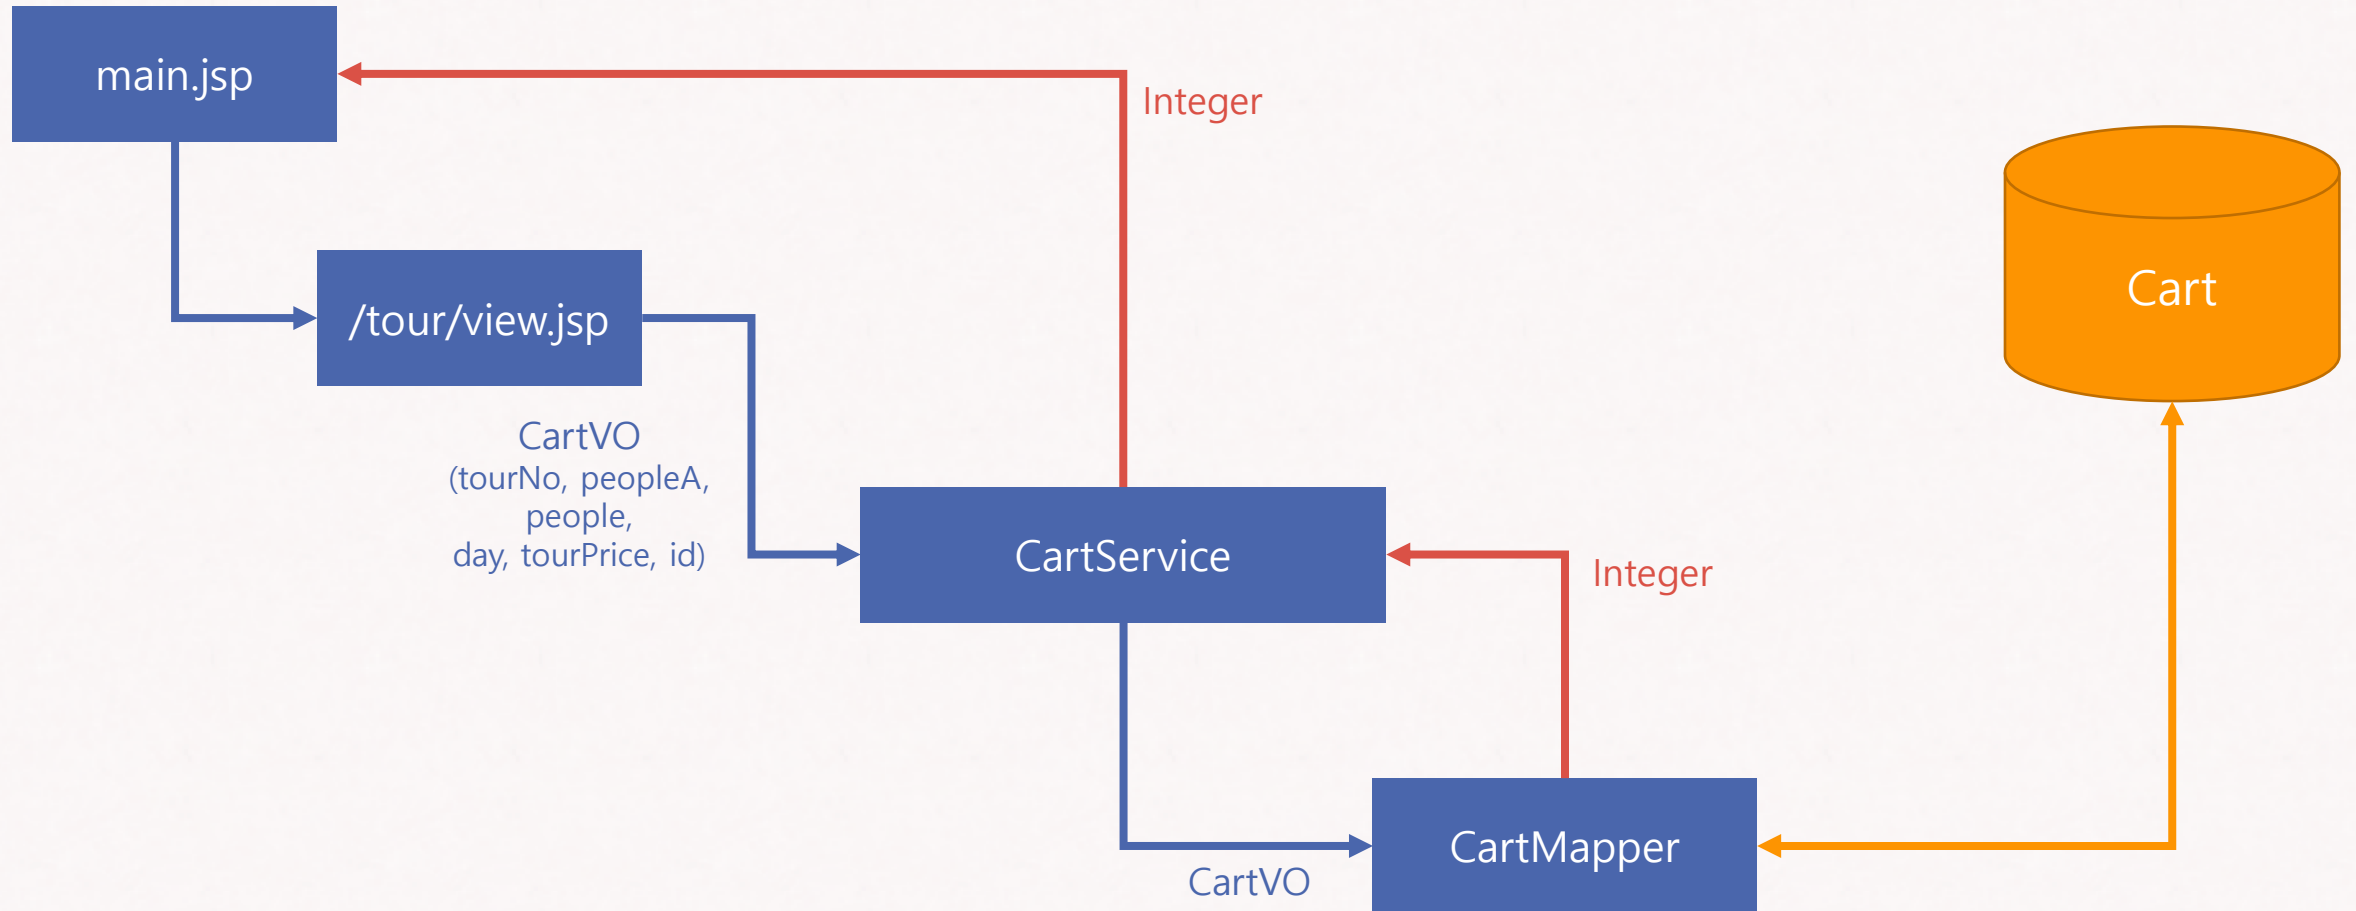 main.jsp
Integer
/tour/view.jsp
Cart
CartVO
(tourNo, peopleA,
people,
day, tourPrice, id)
CartService
Integer
CartMapper
CartVO